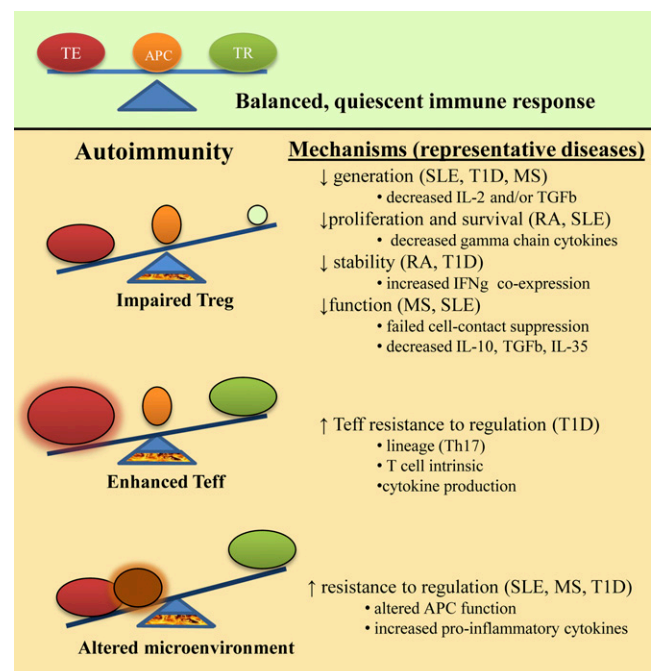 TE APC TR
Balanced, quiescent immune response
Autoimmunity
Mechanisms (representative diseases)
↓ generation (SLE, T1D, MS)
• decreased IL-2 and/or TGFb
↓proliferation and survival (RA, SLE)
• decreased gamma chain cytokines
↓ stability (RA, T1D)
• increased IFNg co-expression
Impaired Treg
↓function (MS, SLE)
• failed cell-contact suppression
• decreased IL-10, TGFb, IL-35
↑ Teff resistance to regulation (T1D)
• lineage (Th17)
• T cell intrinsic
•cytokine production
Enhanced Teff
↑ resistance to regulation (SLE, MS, T1D)
• altered APC function
• increased pro-inflammatory cytokines
Altered microenvironment